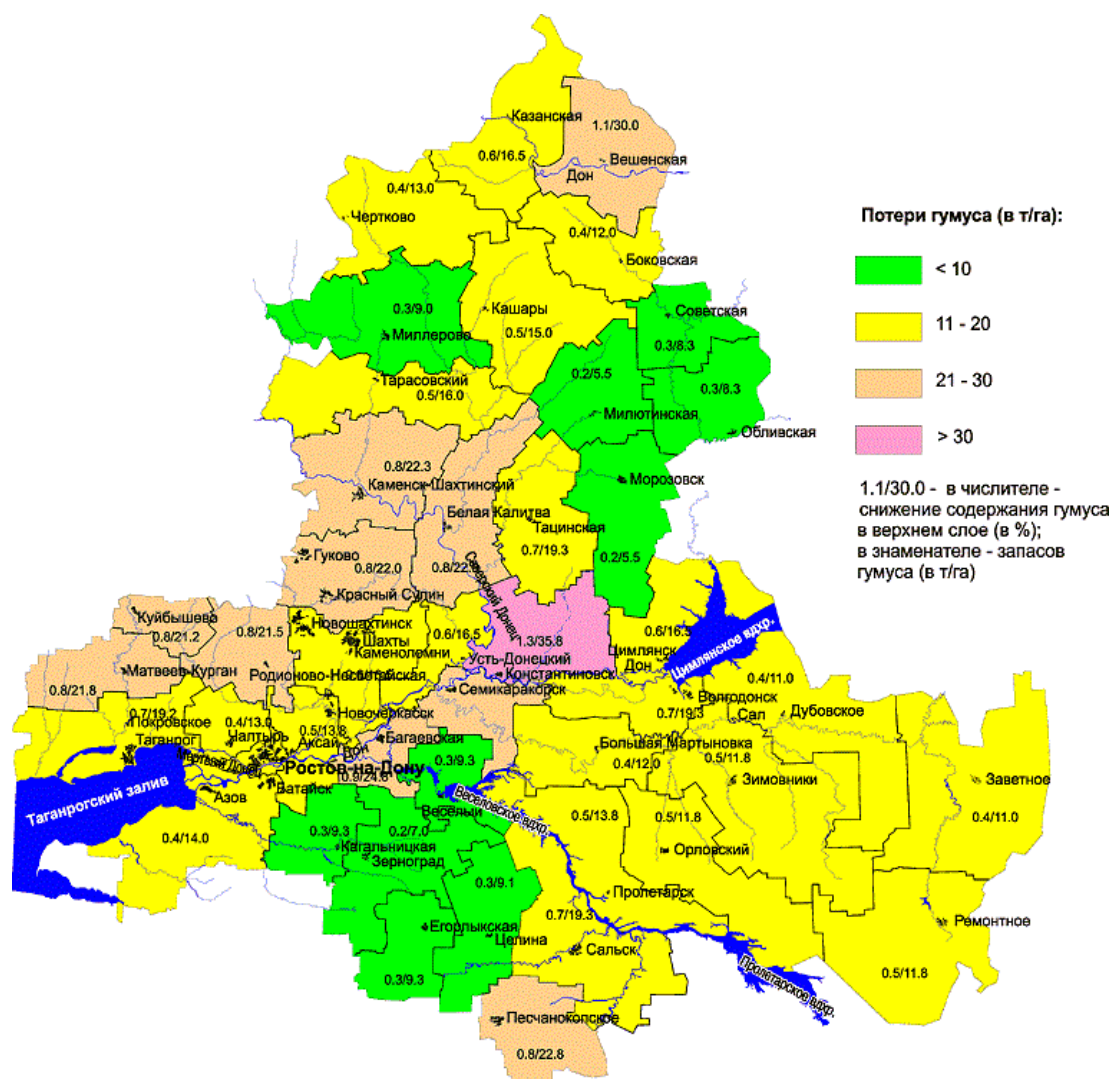 Казанская
1.1/30.0
0.6/16.5
Вешенская
Дон
0.4/13.0
Чертково
0.4/12.0
Боковская
Потери гумуса (в т/га):
< 10
11 - 20
21 - 30
> 30
1.1/30.0 - в числителе -
снижение содержания гумуса
в верхнем слое (в %);
в знаменателе - запасов
гумуса (в т/га)
0.3/9.0
Миллерово
Кашары
0.5/15.0
Советская
0.3/8.3
0.2/5.5
0.3/8.3
Тарасовский
0.5/16.0
Милютинская
Обливская
0.8/22.3
Каменск-Шахтинский
Морозовск
Белая Калитва
Тацинская
0.7/19.3
0.2/5.5
Гуково
0.8/22.0
Северский Донец
Красный Сулин
Куйбышево
0.8/21.2
0.8/21.5
Новошахтинск
Шахты
Каменоломни
0.6/16.5
1.3/35.8
Усть-Донецкий
Константиновск
Цимлянск
Дон
Цимлянское вдхр.
0.4/11.0
Матвеев-Курган
0.8/21.8
Родионово-Несветайская
Семикаракорск
Волгодонск
0.7/19.3
Сал
Дубовское
0.7/19.2
Покровское
Таганрог
0.4/13.0
Чалтырь
Новочеркасск
0.5/13.8
Аксай
Дон
Багаевская
Большая Мартыновка
0.4/12.0
0.5/11.8
Зимовники
Заветное
0.4/11.0
Мертвый Донец
Ростов-на-Дону
0.3/9.3
Таганрогский залив
Азов
Батайск
Весёлый
Веселовское вдхр.
0.5/13.8
0.5/11.8
0.4/14.0
0.3/9.3
0.2/7.0
Кагальницкая
Зерноград
Орловский
0.3/9.1
Пролетарск
0.7/19.3
Егорлыкская
Целина
Сальск
Ремонтное
0.3/9.3
Пролетарское вдхр.
0.5/11.8
Песчанокопское
0.8/22.8